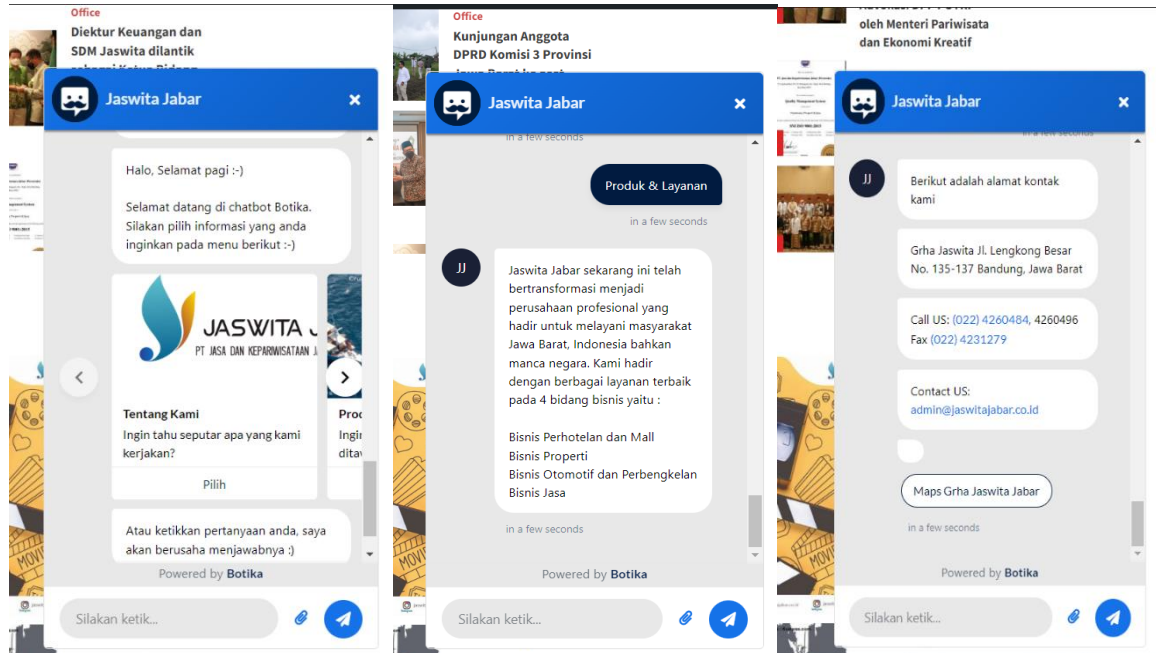 Office
Diektur Keuangan dan
SDM Jaswita dilantik
Jaswita Jabar
Halo, Selamat pagi :-)
Selamat datang di chatbot Botika.
Silakan pilih informasi yang anda
inginkan pada menu berikut :-)
JASWITA J
PT JASA DAN KEPARIWISATAAN J
Tentang Kami
Ingin tahu seputar apa yang kami
kerjakan?
Pilih
Prod
Ingin
ditav
Atau ketikkan pertanyaan anda, saya
akan berusaha menjawabnya :)
Powered by Botika
Silakan ketik...
Office
Kunjungan Anggota
DPRD Komisi 3 Provinsi
Jaswita Jabar
in a few seconds
Produk & Layanan
in a few seconds
JJ
Jaswita Jabar sekarang ini telah
bertransformasi menjadi
perusahaan profesional yang
hadir untuk melayani masyarakat
Jawa Barat, Indonesia bahkan
manca negara. Kami hadir
dengan berbagai layanan terbaik
pada 4 bidang bisnis yaitu :
Bisnis Perhotelan dan Mall
Bisnis Properti
Bisnis Otomotif dan Perbengkelan
Bisnis Jasa
in a few seconds
Powered by Botika
Silakan ketik...
oleh Menteri Pariwisata
dan Ekonomi Kreatif
Jaswita Jabar
in a few seconds
JJ
Berikut adalah alamat kontak
kami
Grha Jaswita Jl. Lengkong Besar
No. 135-137 Bandung, Jawa Barat
Call US: (022) 4260484, 4260496
Fax (022) 4231279
Contact US:
admin@jaswitajabar.co.id
Maps Grha Jaswita Jabar
in a few seconds
Powered by Botika
Silakan ketik...